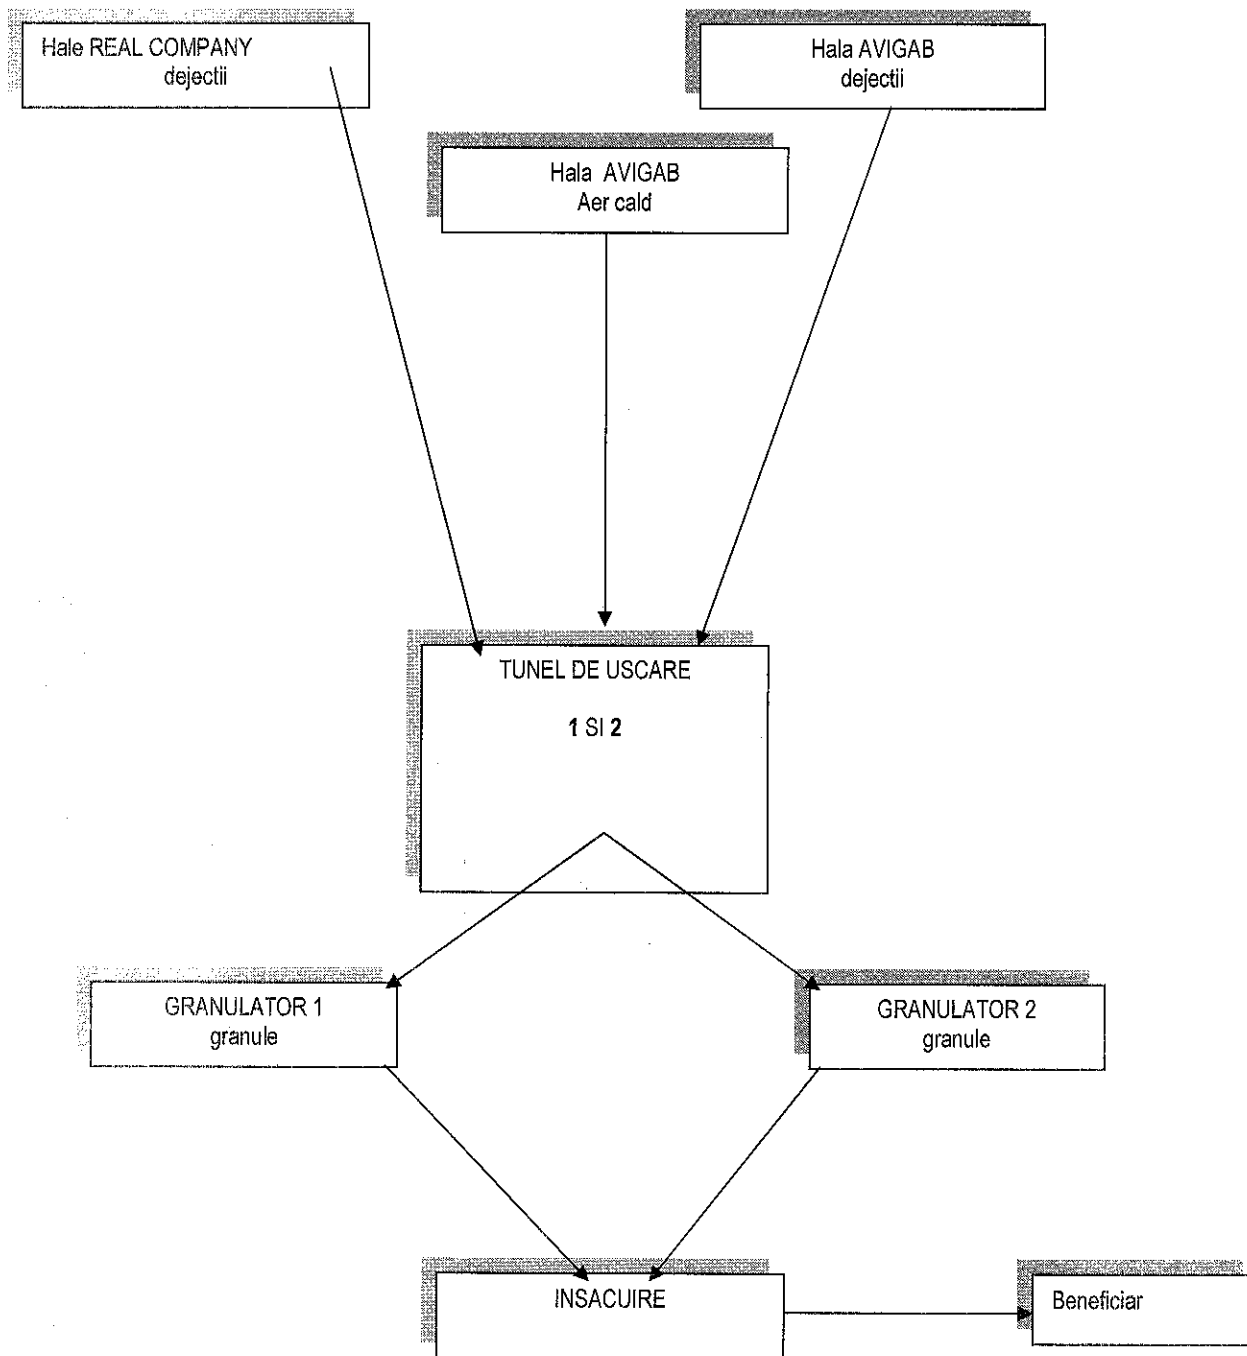 Hale REAL COMPANY
dejectii
Hala AVIGAB
dejectii
Hala AVIGAB
Aer cald
TUNEL DE USCARE
1 SI 2
GRANULATOR 1
granule
GRANULATOR 2
granule
INSACUIRE
Beneficiar